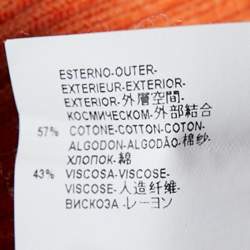 ESTERNO-OUTER-
EXTERIEUR-EXTERIOR-
EXTERIOR-外層空間-
КОСМИЧЕСКОМ-外部結合
57% COTONE-COTTON-COTON-
ALGODON-ALGODÃO-棉纱-
ХЛОПОК-綿
43% VISCOSA-VISCOSE-
VISCOSE-人造纤维-
ВИСКОЗА-レーヨン